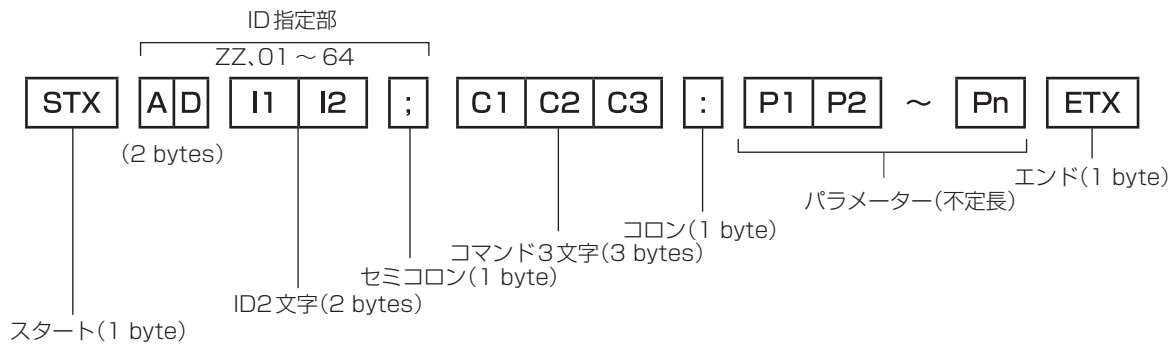 ID指定部
ZZ、01 ~ 64
STX A D I1 I2 ; C1 C2 C3 : P1 P2 ~ Pn ETX
(2 bytes)
エンド(1 byte)
パラメーター(不定長)
コロン(1 byte)
コマンド3文字(3 bytes)
セミコロン(1 byte)
ID2文字(2 bytes)
スタート(1 byte)